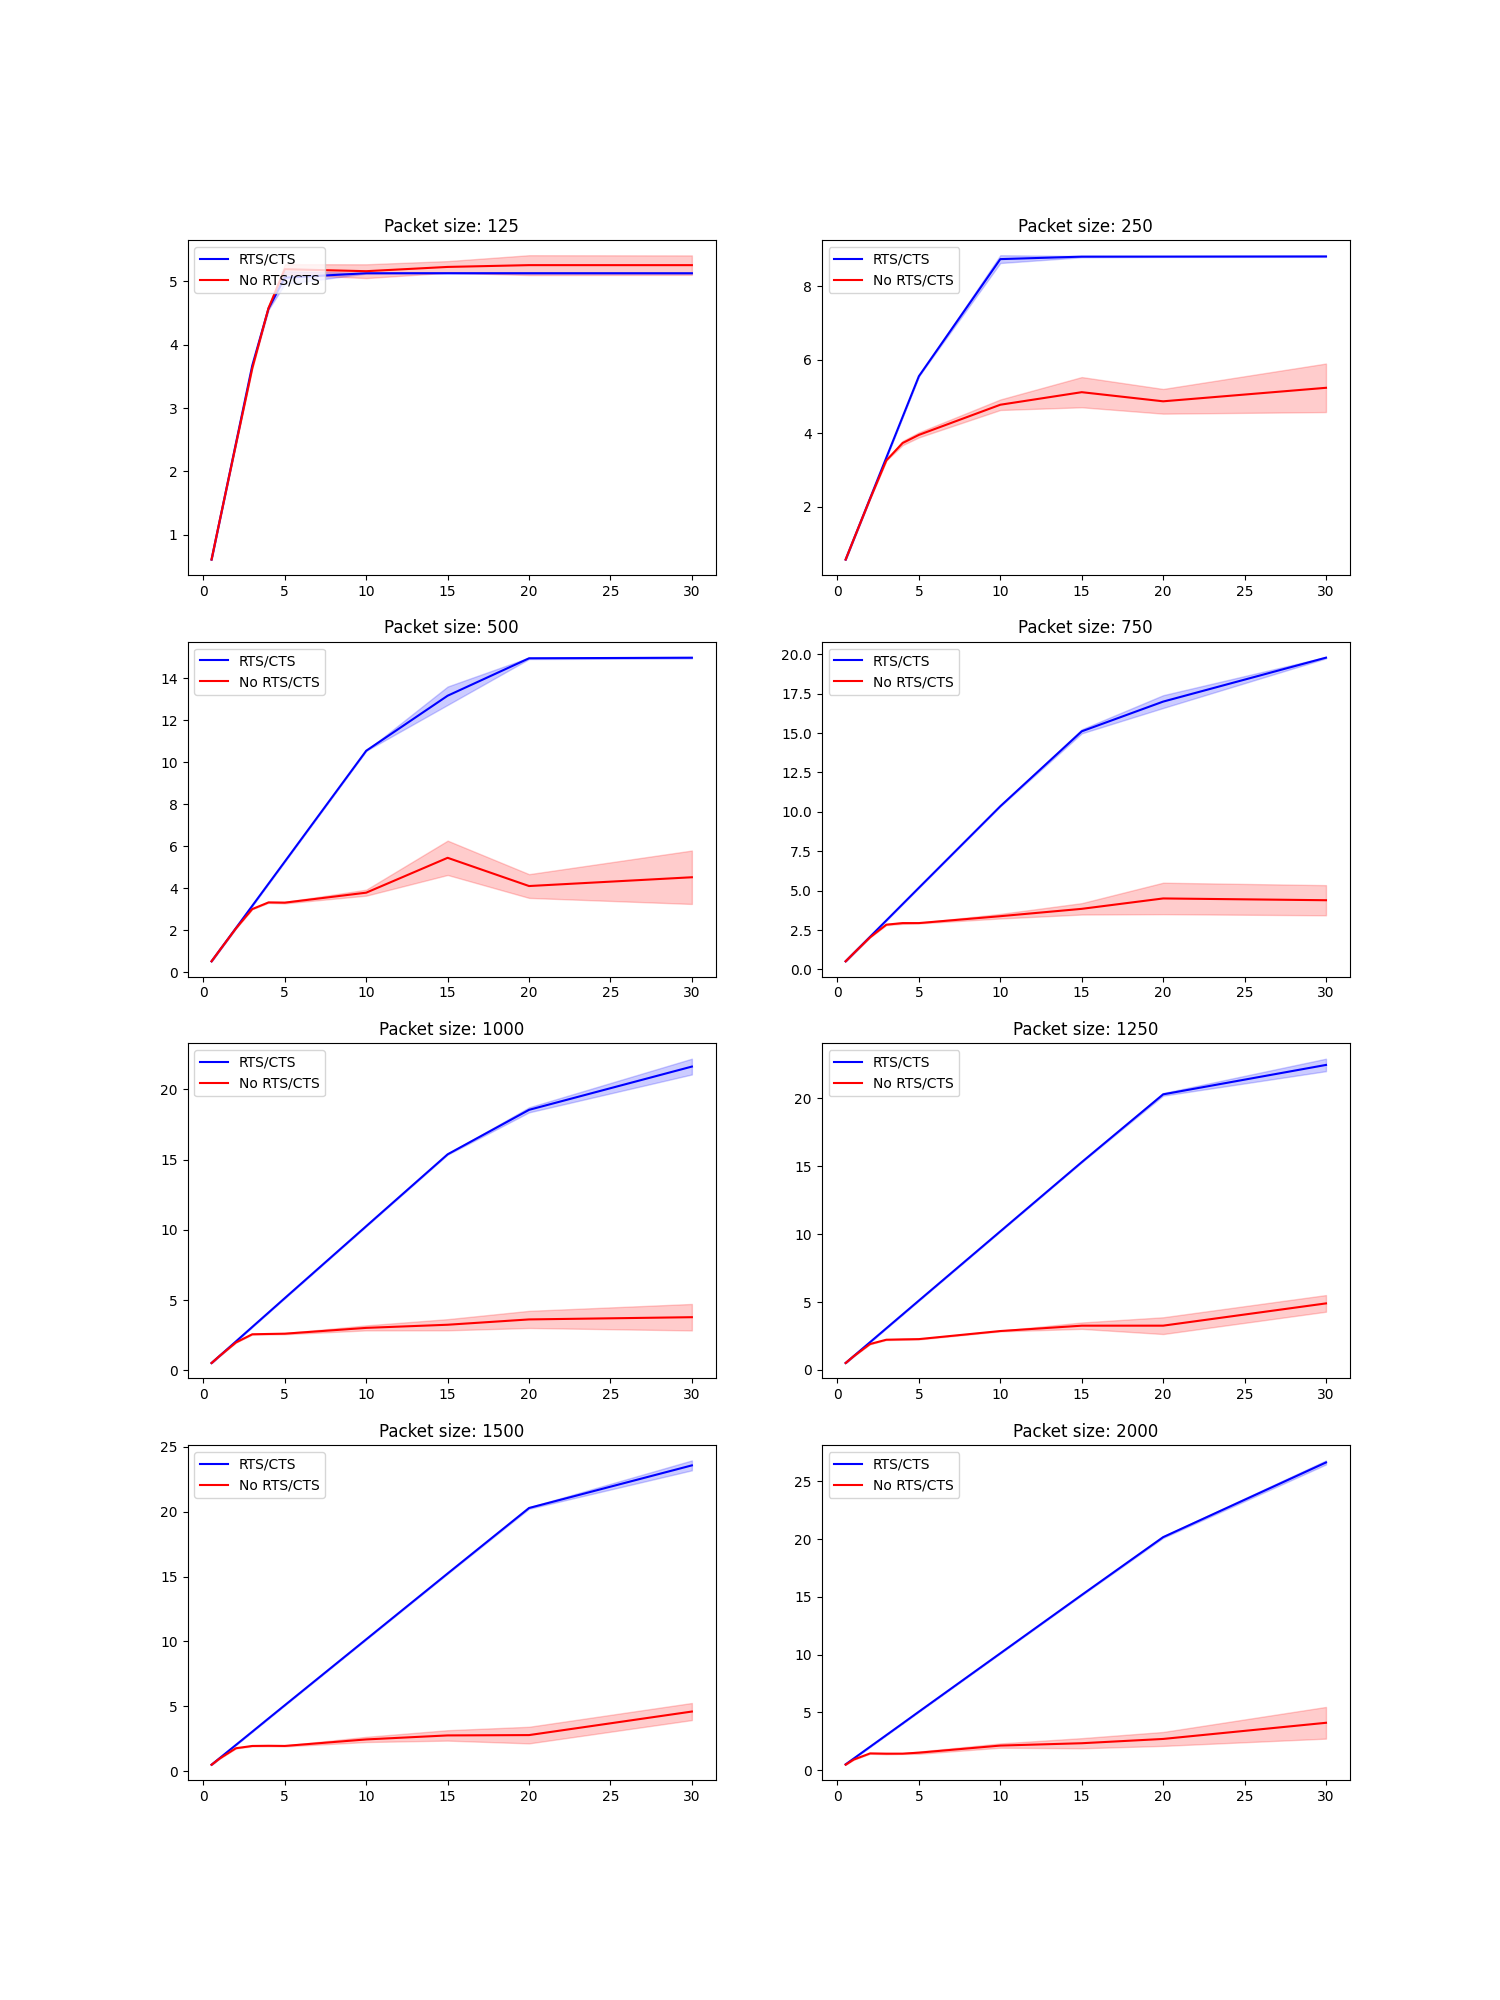 Packet size: 125
RTS/CTS
No RTS/CTS
5
4
3
2
1
0 5 10 15 20 25 30
Packet size: 250
RTS/CTS
No RTS/CTS
8
6
4
2
0 5 10 15 20 25 30
Packet size: 500
RTS/CTS
No RTS/CTS
14
12
10
8
6
4
2
0
0 5 10 15 20 25 30
Packet size: 750
RTS/CTS
No RTS/CTS
20.0
17.5
15.0
12.5
10.0
7.5
5.0
2.5
0.0
0 5 10 15 20 25 30
Packet size: 1000
RTS/CTS
No RTS/CTS
20
15
10
5
0
0 5 10 15 20 25 30
Packet size: 1250
RTS/CTS
No RTS/CTS
20
15
10
5
0
0 5 10 15 20 25 30
Packet size: 1500
RTS/CTS
No RTS/CTS
25
20
15
10
5
0
0 5 10 15 20 25 30
Packet size: 2000
RTS/CTS
No RTS/CTS
25
20
15
10
5
0
0 5 10 15 20 25 30